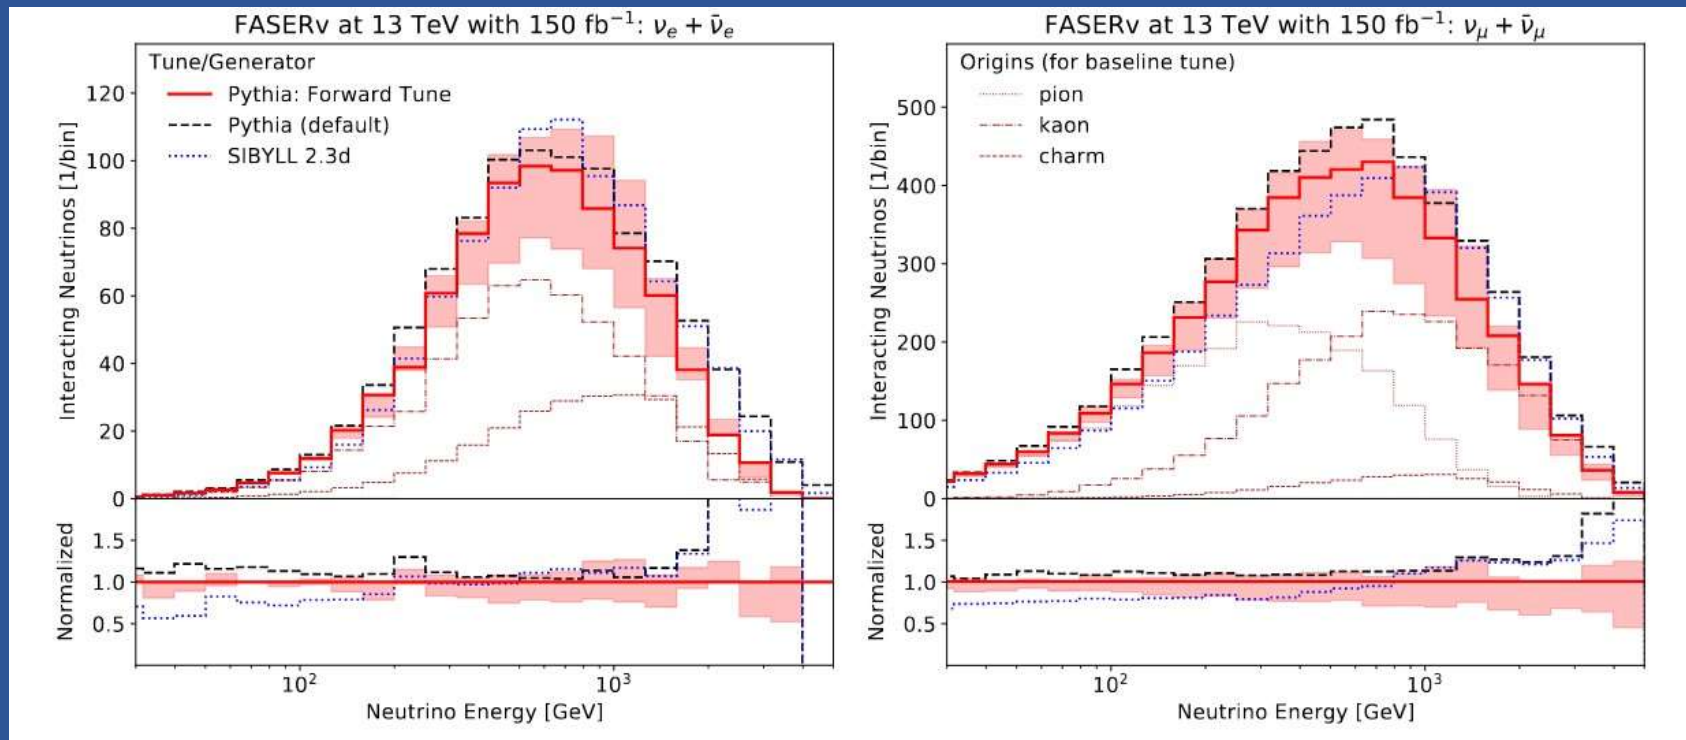 FASERν at 13 TeV with 150 fb⁻¹: νₑ + ν̄ₑ
Tune/Generator
Pythia: Forward Tune
Pythia (default)
SIBYLL 2.3d
Interacting Neutrinos [1/bin]
120
100
80
60
40
20
0
Normalized
1.5
1.0
0.5
10²
10³
Neutrino Energy [GeV]
FASERν at 13 TeV with 150 fb⁻¹: ν_μ + ν̄_μ
Origins (for baseline tune)
pion
kaon
charm
Interacting Neutrinos [1/bin]
500
400
300
200
100
0
Normalized
1.5
1.0
0.5
10²
10³
Neutrino Energy [GeV]